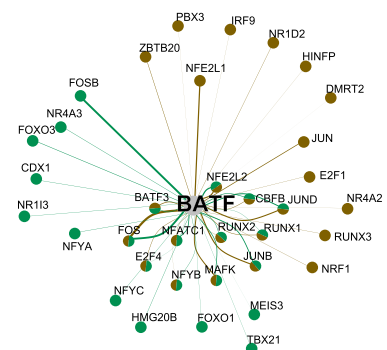 PBX3
IRF9
ZBTB20
NR1D2
HINFP
NFE2L1
FOSB
DMRT2
NR4A3
FOXO3
JUN
CDX1
NFE2L2
E2F1
BATF3
CBFB
JUND
NR4A2
BATF
NR1I3
FOS
NFATC1
RUNX2
RUNX1
RUNX3
NFYA
E2F4
JUNB
NFYB
MAFK
NRF1
NFYC
MEIS3
HMG20B
FOXO1
TBX21